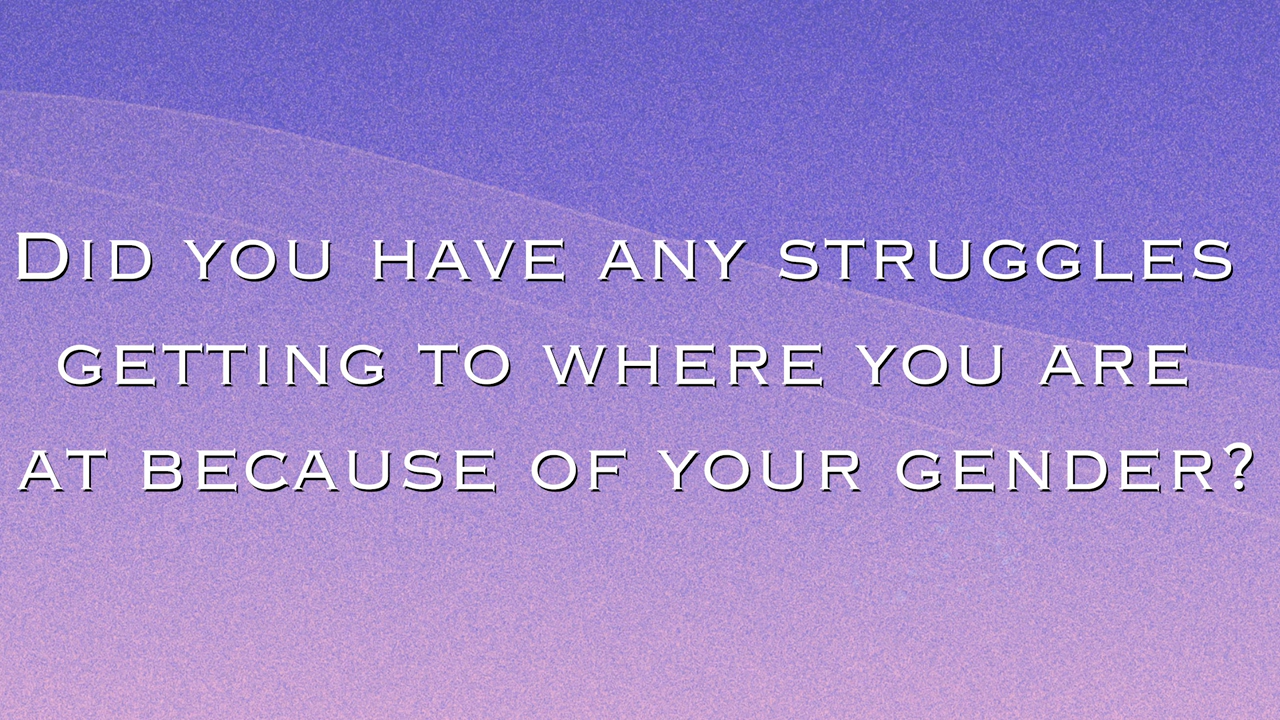 Did you have any struggles
getting to where you are
at because of your gender?